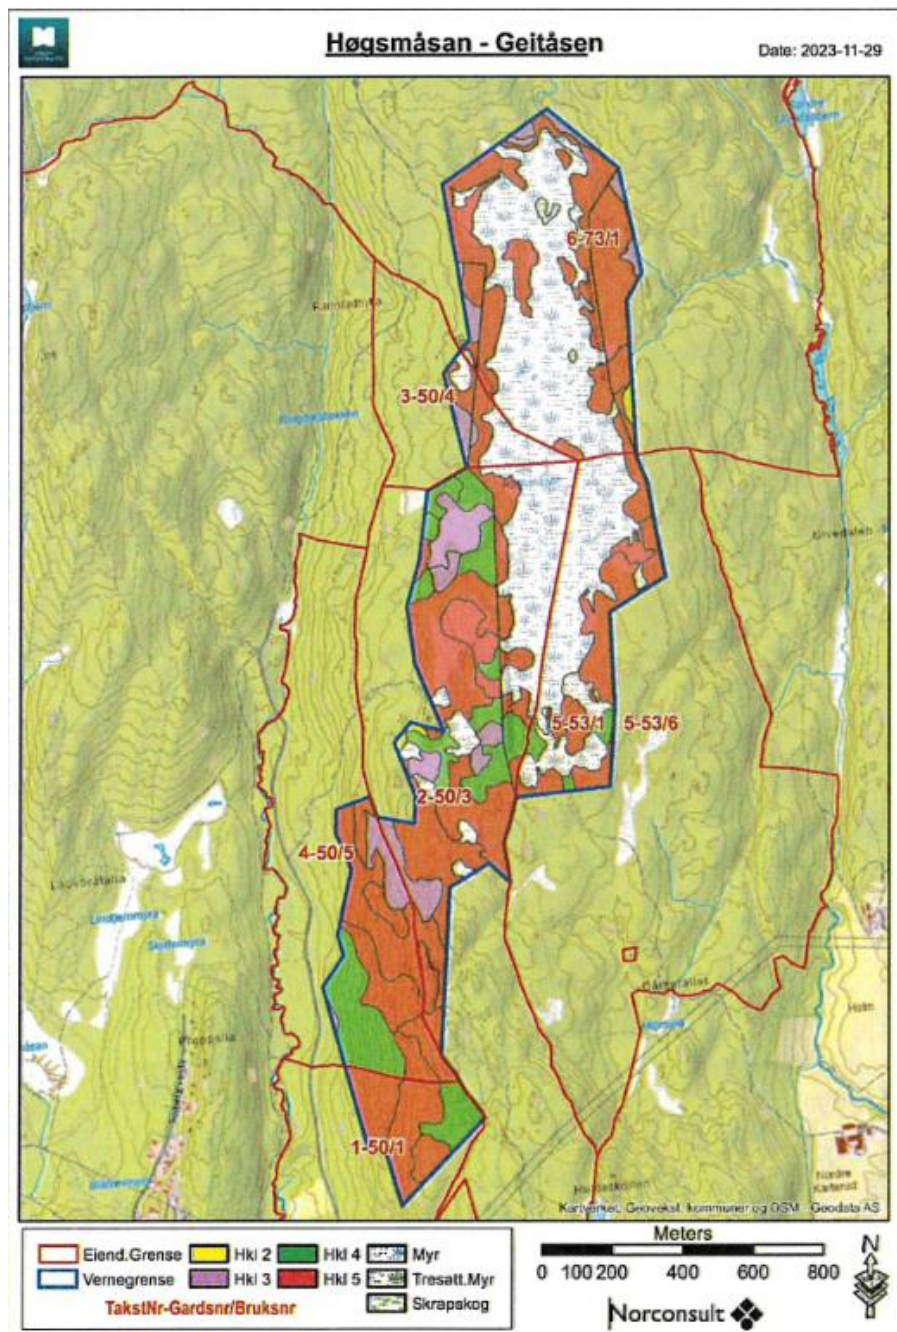 Høgsmåsan - Geitåsen
Date: 2023-11-29
6-73/1
3-50/4
5-53/1
5-53/6
2-50/3
4-50/5
Lindtjernmyra
1-50/1
Holm
Nordre
Kartverket, Geovekst, kommuner og OSM - Geodata AS
Eiend.Grense
Hkl 2
Hkl 4
Myr
Vernegrense
Hkl 3
Hkl 5
Tresatt.Myr
TakstNr-Gardsnr/Bruksnr
Skrapskog
Meters
0 100 200 400 600 800
N
Norconsult